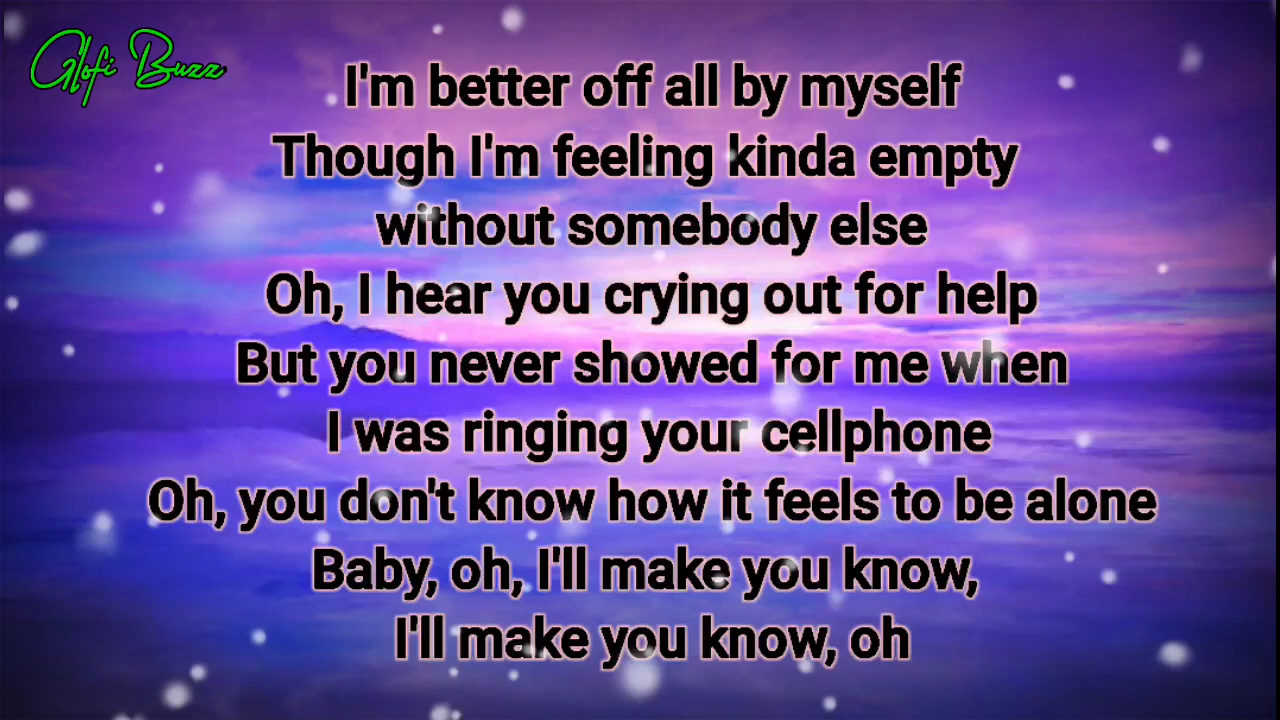 Glofi Buzz
I'm better off all by myself
Though I'm feeling kinda empty
without somebody else
Oh, I hear you crying out for help
But you never showed for me when
I was ringing your cellphone
Oh, you don't know how it feels to be alone
Baby, oh, I'll make you know,
I'll make you know, oh